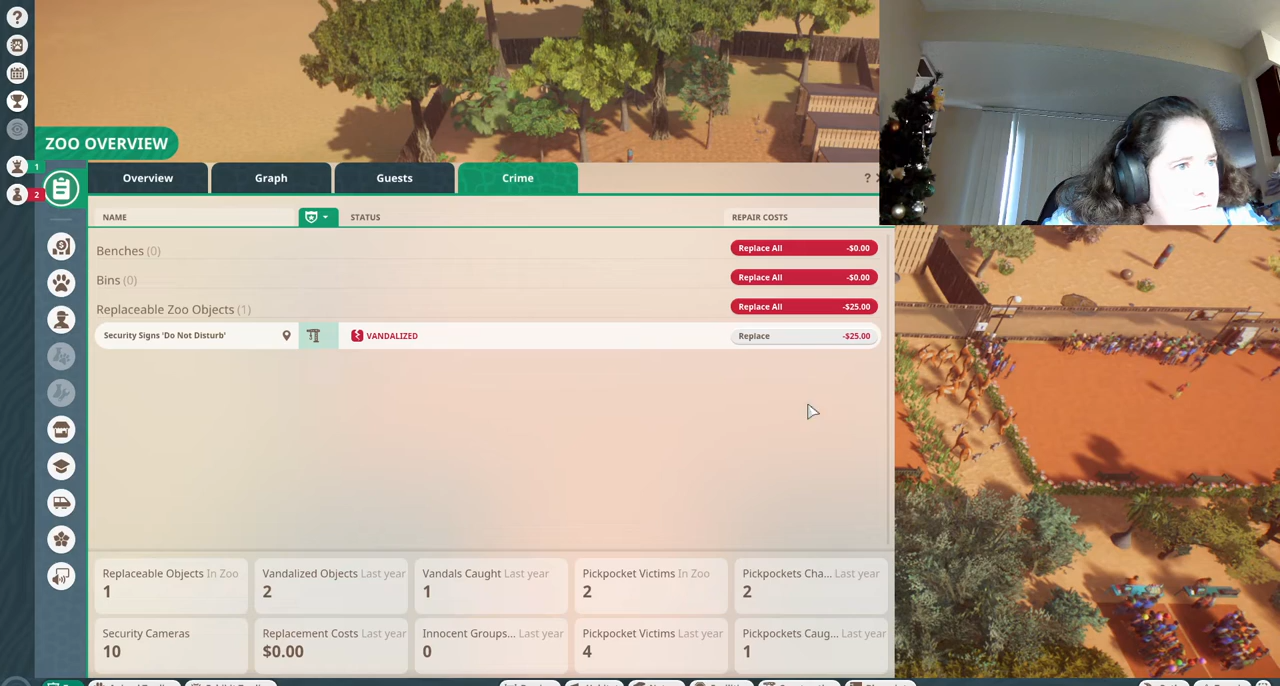 ?
1
2
ZOO OVERVIEW
Overview Graph Guests Crime ?
NAME STATUS REPAIR COSTS
Benches (0) Replace All -$0.00
Bins (0) Replace All -$0.00
Replaceable Zoo Objects (1) Replace All -$25.00
Security Signs 'Do Not Disturb' VANDALIZED Replace -$25.00
Replaceable Objects In Zoo
1
Vandalized Objects Last year
2
Vandals Caught Last year
1
Pickpocket Victims In Zoo
2
Pickpockets Cha... Last year
2
Security Cameras
10
Replacement Costs Last year
$0.00
Innocent Groups... Last year
0
Pickpocket Victims Last year
4
Pickpockets Caug... Last year
1